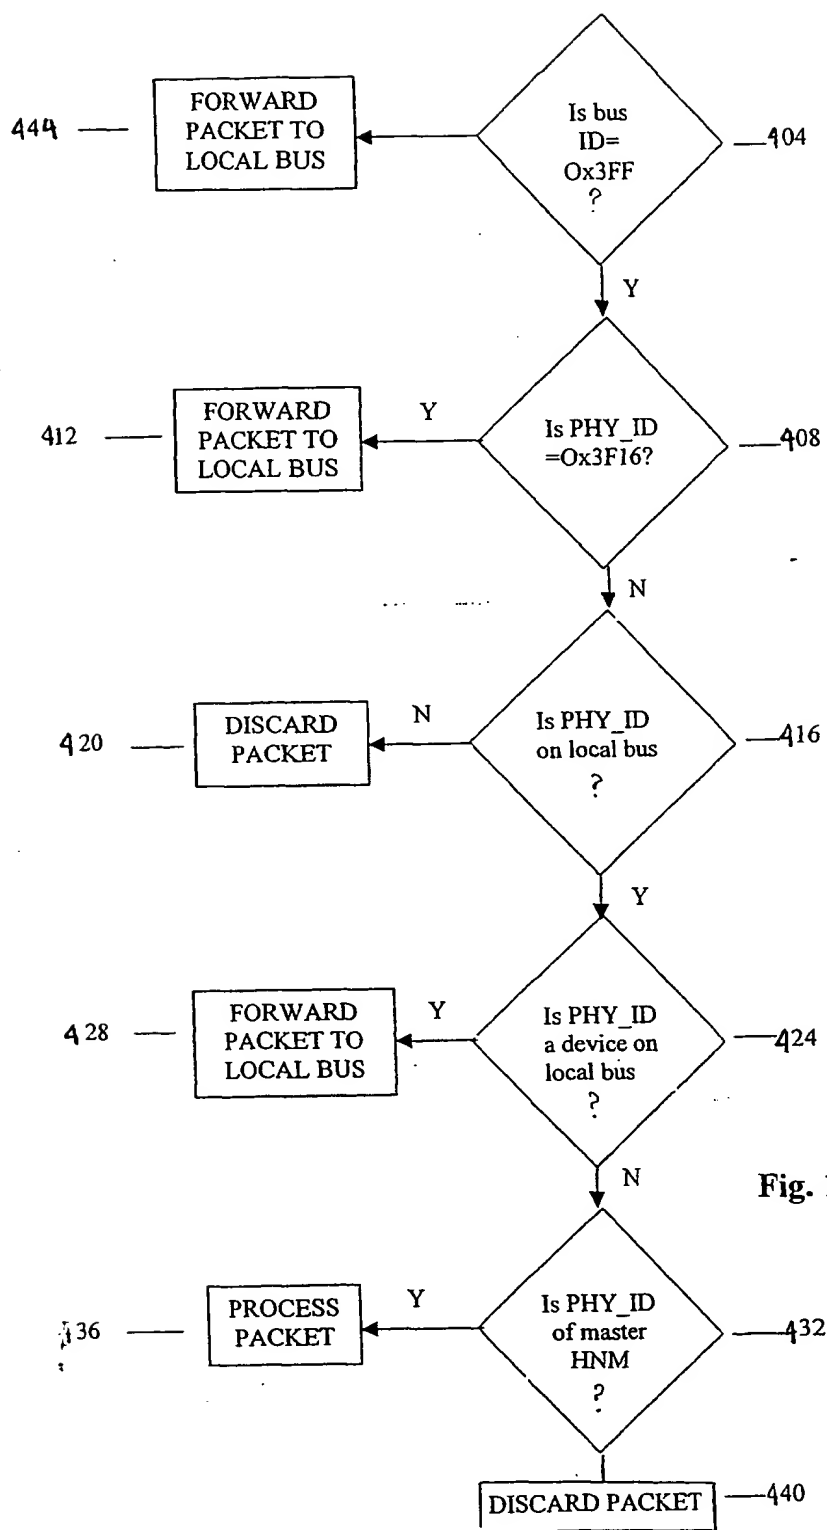 444
FORWARD
PACKET TO
LOCAL BUS
Is bus
ID=
Ox3FF
?
404
Y
412
FORWARD
PACKET TO
LOCAL BUS
Y
Is PHY_ID
=Ox3F16?
408
N
420
DISCARD
PACKET
N
Is PHY_ID
on local bus
?
416
Y
428
FORWARD
PACKET TO
LOCAL BUS
Y
Is PHY_ID
a device on
local bus
?
424
N
Fig.
436
PROCESS
PACKET
Y
Is PHY_ID
of master
HNM
?
432
DISCARD PACKET
440